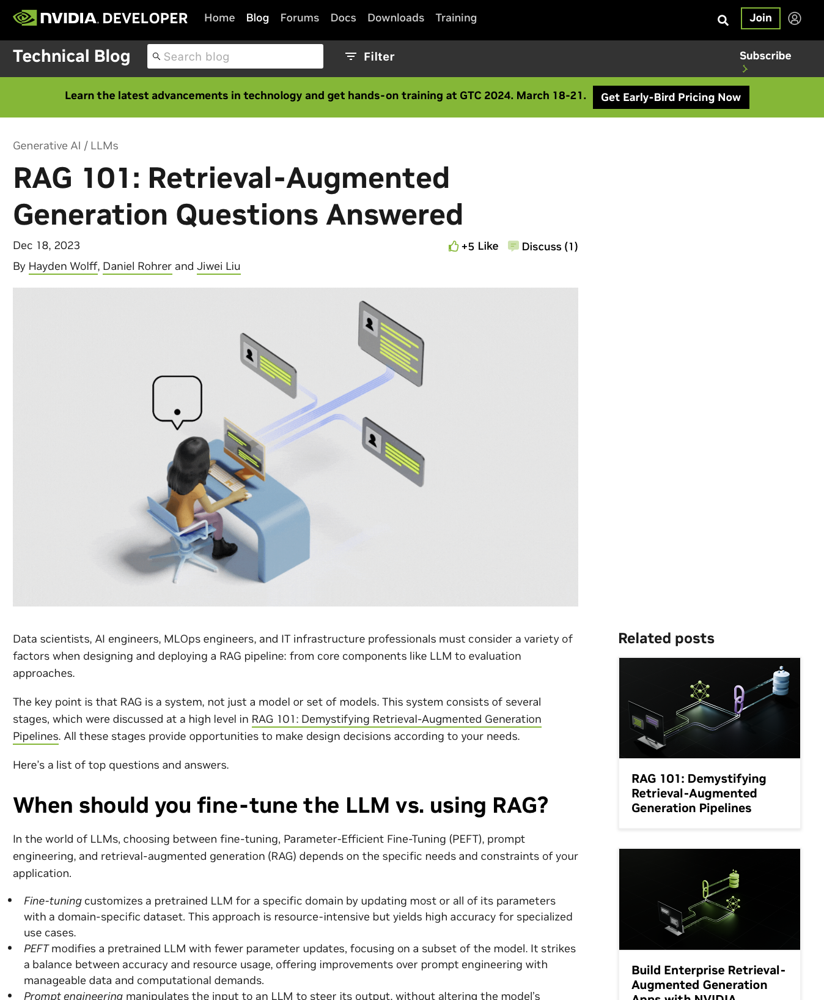 NVIDIA. DEVELOPER Home Blog Forums Docs Downloads Training Join
Technical Blog Search blog Filter Subscribe
Learn the latest advancements in technology and get hands-on training at GTC 2024. March 18-21. Get Early-Bird Pricing Now
Generative AI / LLMs
RAG 101: Retrieval-Augmented
Generation Questions Answered
Dec 18, 2023 +5 Like Discuss (1)
By Hayden Wolff, Daniel Rohrer and Jiwei Liu
Data scientists, AI engineers, MLOps engineers, and IT infrastructure professionals must consider a variety of
factors when designing and deploying a RAG pipeline: from core components like LLM to evaluation
approaches.
The key point is that RAG is a system, not just a model or set of models. This system consists of several
stages, which were discussed at a high level in RAG 101: Demystifying Retrieval-Augmented Generation
Pipelines. All these stages provide opportunities to make design decisions according to your needs.
Here’s a list of top questions and answers.
When should you fine-tune the LLM vs. using RAG?
In the world of LLMs, choosing between fine-tuning, Parameter-Efficient Fine-Tuning (PEFT), prompt
engineering, and retrieval-augmented generation (RAG) depends on the specific needs and constraints of your
application.
• Fine-tuning customizes a pretrained LLM for a specific domain by updating most or all of its parameters
with a domain-specific dataset. This approach is resource-intensive but yields high accuracy for specialized
use cases.
• PEFT modifies a pretrained LLM with fewer parameter updates, focusing on a subset of the model. It strikes
a balance between accuracy and resource usage, offering improvements over prompt engineering with
manageable data and computational demands.
• Prompt engineering manipulates the input to an LLM to steer its output, without altering the model’s
Related posts
RAG 101: Demystifying
Retrieval-Augmented
Generation Pipelines
Build Enterprise Retrieval-
Augmented Generation
Apps with NVIDIA